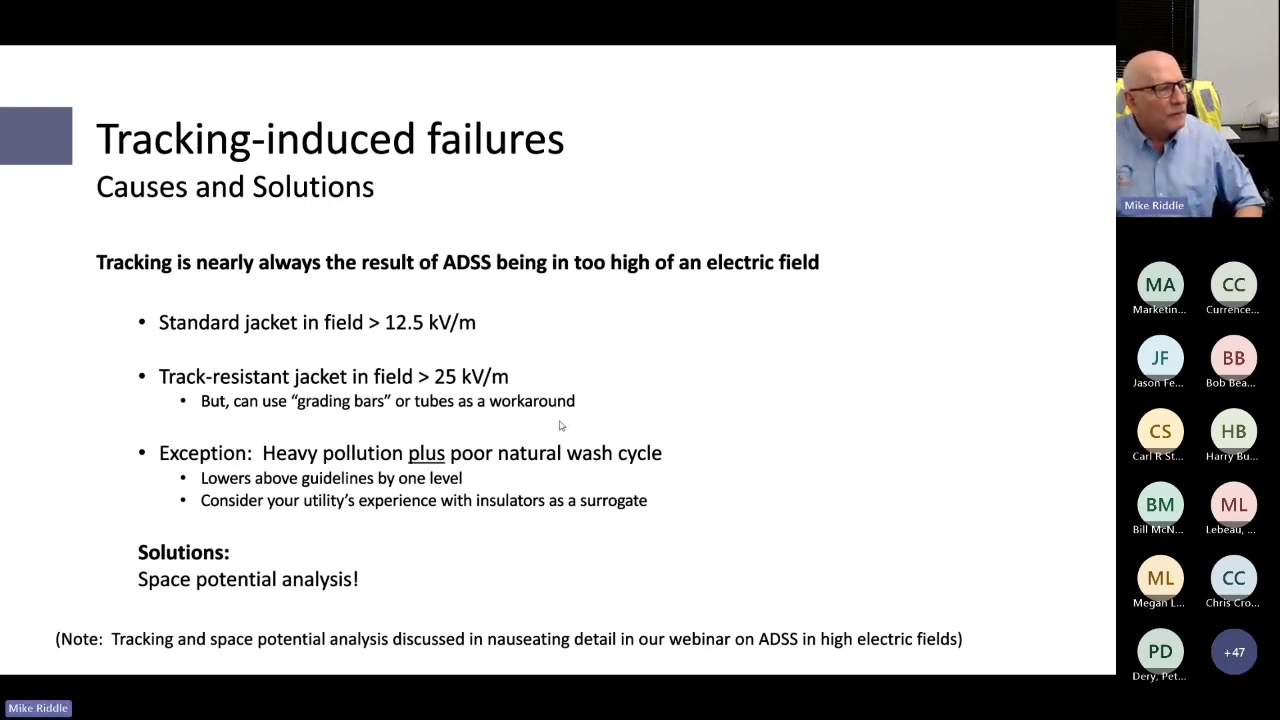 Tracking-induced failures
Causes and Solutions
Tracking is nearly always the result of ADSS being in too high of an electric field
• Standard jacket in field > 12.5 kV/m
• Track-resistant jacket in field > 25 kV/m
• But, can use “grading bars” or tubes as a workaround
• Exception:  Heavy pollution plus poor natural wash cycle
• Lowers above guidelines by one level
• Consider your utility’s experience with insulators as a surrogate
Solutions:
Space potential analysis!
(Note:  Tracking and space potential analysis discussed in nauseating detail in our webinar on ADSS in high electric fields)
Mike Riddle
Mike Riddle
MA
CC
Marketin...
Currence...
JF
BB
Jason Fe...
Bob Bea...
CS
HB
Carl R St...
Harry Bu...
BM
ML
Bill McN...
Lebeau, ...
ML
CC
Megan L...
Chris Cro...
PD
+47
Dery, Pet...